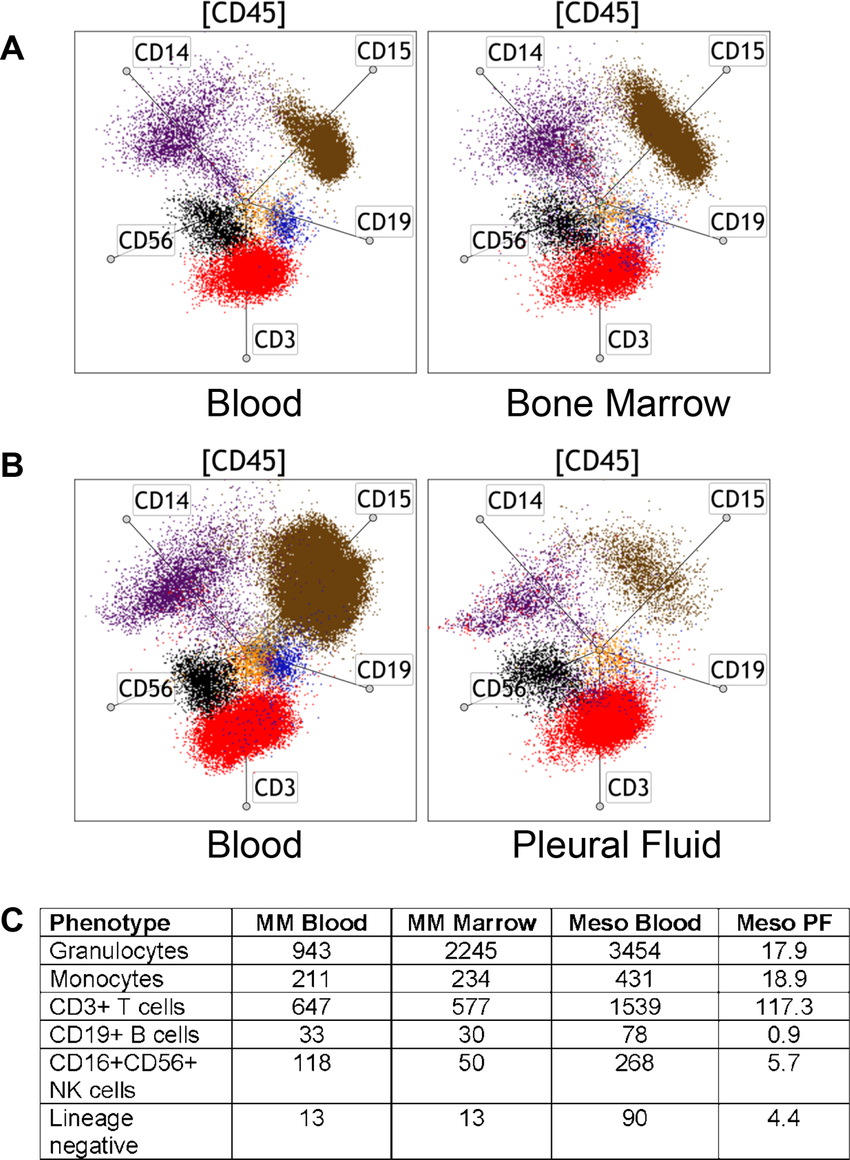 A
[CD45]
[CD45]
CD14
CD15
CD14
CD15
CD56
CD19
CD56
CD19
CD3
CD3
Blood
Bone Marrow
B
[CD45]
[CD45]
CD14
CD15
CD14
CD15
CD56
CD19
CD56
CD19
CD3
CD3
Blood
Pleural Fluid
C
Phenotype MM Blood MM Marrow Meso Blood Meso PF
Granulocytes 943 2245 3454 17.9
Monocytes 211 234 431 18.9
CD3+ T cells 647 577 1539 117.3
CD19+ B cells 33 30 78 0.9
CD16+CD56+ 118 50 268 5.7
NK cells
Lineage 13 13 90 4.4
negative